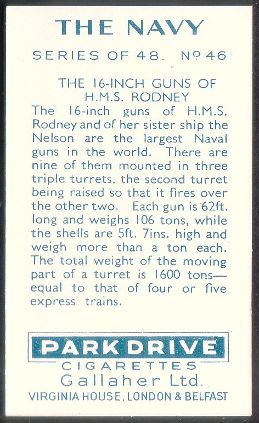 THE NAVY
SERIES OF 48. No 46
THE 16-INCH GUNS OF
H.M.S. RODNEY
The 16-inch guns of H.M.S.
Rodney and of her sister ship the
Nelson are the largest Naval
guns in the world. There are
nine of them mounted in three
triple turrets, the second turret
being raised so that it fires over
the other two. Each gun is 62ft.
long and weighs 106 tons, while
the shells are 5ft. 7ins. high and
weigh more than a ton each.
The total weight of the moving
part of a turret is 1600 tons—
equal to that of four or five
express trains.
PARK DRIVE
CIGARETTES
Gallaher Ltd.
VIRGINIA HOUSE, LONDON & BELFAST